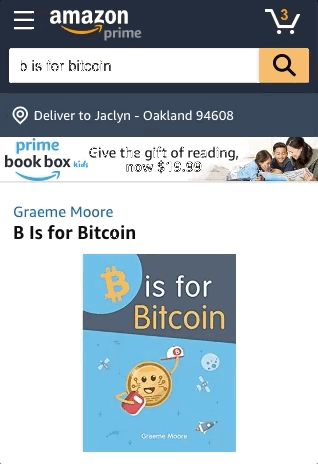 amazon
prime
3
b is for bitcoin
Deliver to Jaclyn - Oakland 94608
prime
book box kids
Give the gift of reading,
now $19.99
Graeme Moore
B Is for Bitcoin
B is for
Bitcoin
B
Graeme Moore